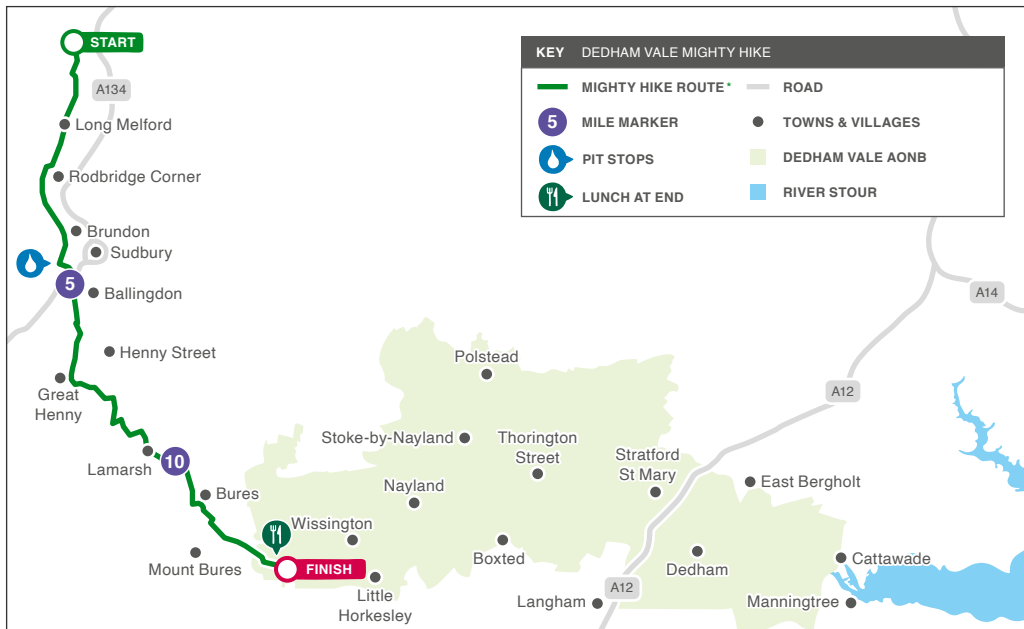 START
A134
Long Melford
Rodbridge Corner
Brundon
Sudbury
5
Ballingdon
Henny Street
Great
Henny
Lamarsh
10
Bures
Mount Bures
FINISH
Wissington
Little
Horkesley
Nayland
Stoke-by-Nayland
Polstead
Thorington
Street
Boxted
Stratford
St Mary
Langham
A12
Dedham
East Bergholt
Cattawade
Manningtree
A12
A14
KEY DEDHAM VALE MIGHTY HIKE
MIGHTY HIKE ROUTE*
ROAD
5
MILE MARKER
TOWNS & VILLAGES
PIT STOPS
DEDHAM VALE AONB
LUNCH AT END
RIVER STOUR